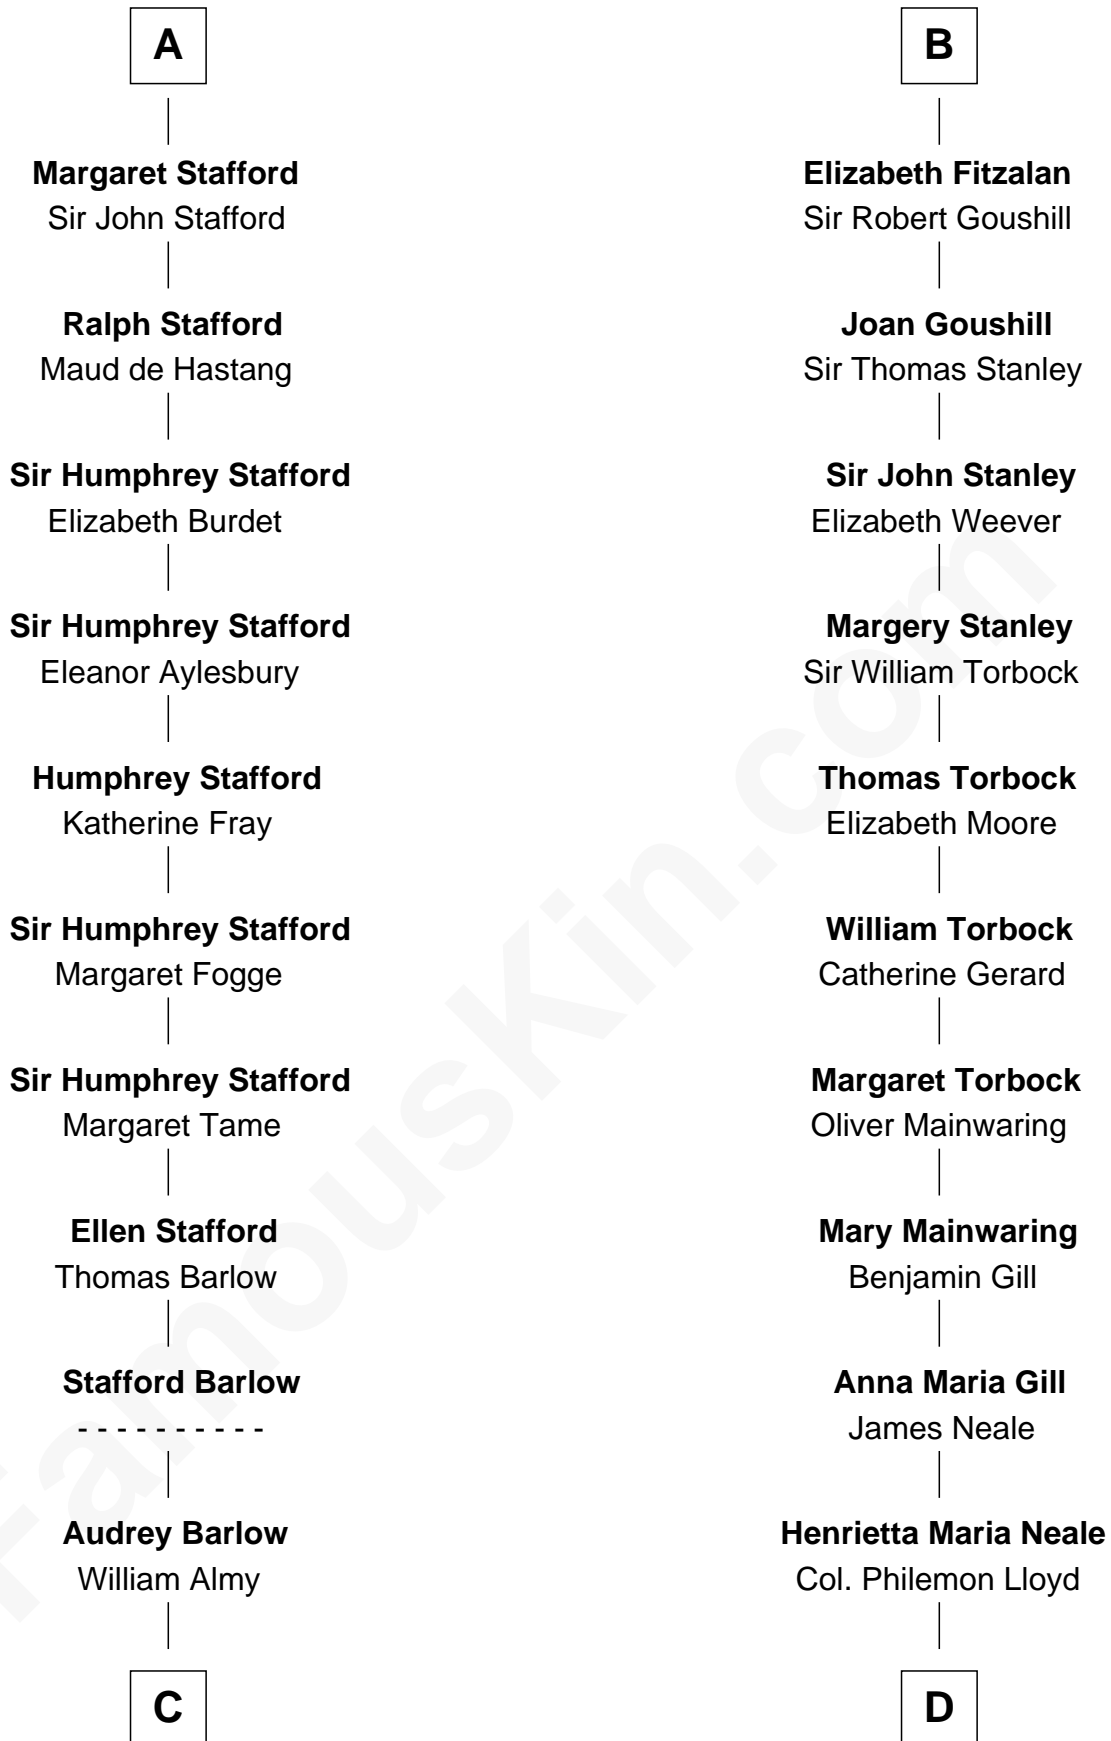 A
Margaret Stafford
Sir John Stafford
Ralph Stafford
Maud de Hastang
Sir Humphrey Stafford
Elizabeth Burdet
Sir Humphrey Stafford
Eleanor Aylesbury
Humphrey Stafford
Katherine Fray
Sir Humphrey Stafford
Margaret Fogge
Sir Humphrey Stafford
Margaret Tame
Ellen Stafford
Thomas Barlow
Stafford Barlow
- - - - - - - - - -
Audrey Barlow
William Almy
C
B
Elizabeth Fitzalan
Sir Robert Goushill
Joan Goushill
Sir Thomas Stanley
Sir John Stanley
Elizabeth Weever
Margery Stanley
Sir William Torbock
Thomas Torbock
Elizabeth Moore
William Torbock
Catherine Gerard
Margaret Torbock
Oliver Mainwaring
Mary Mainwaring
Benjamin Gill
Anna Maria Gill
James Neale
Henrietta Maria Neale
Col. Philemon Lloyd
D
FamousKin.com